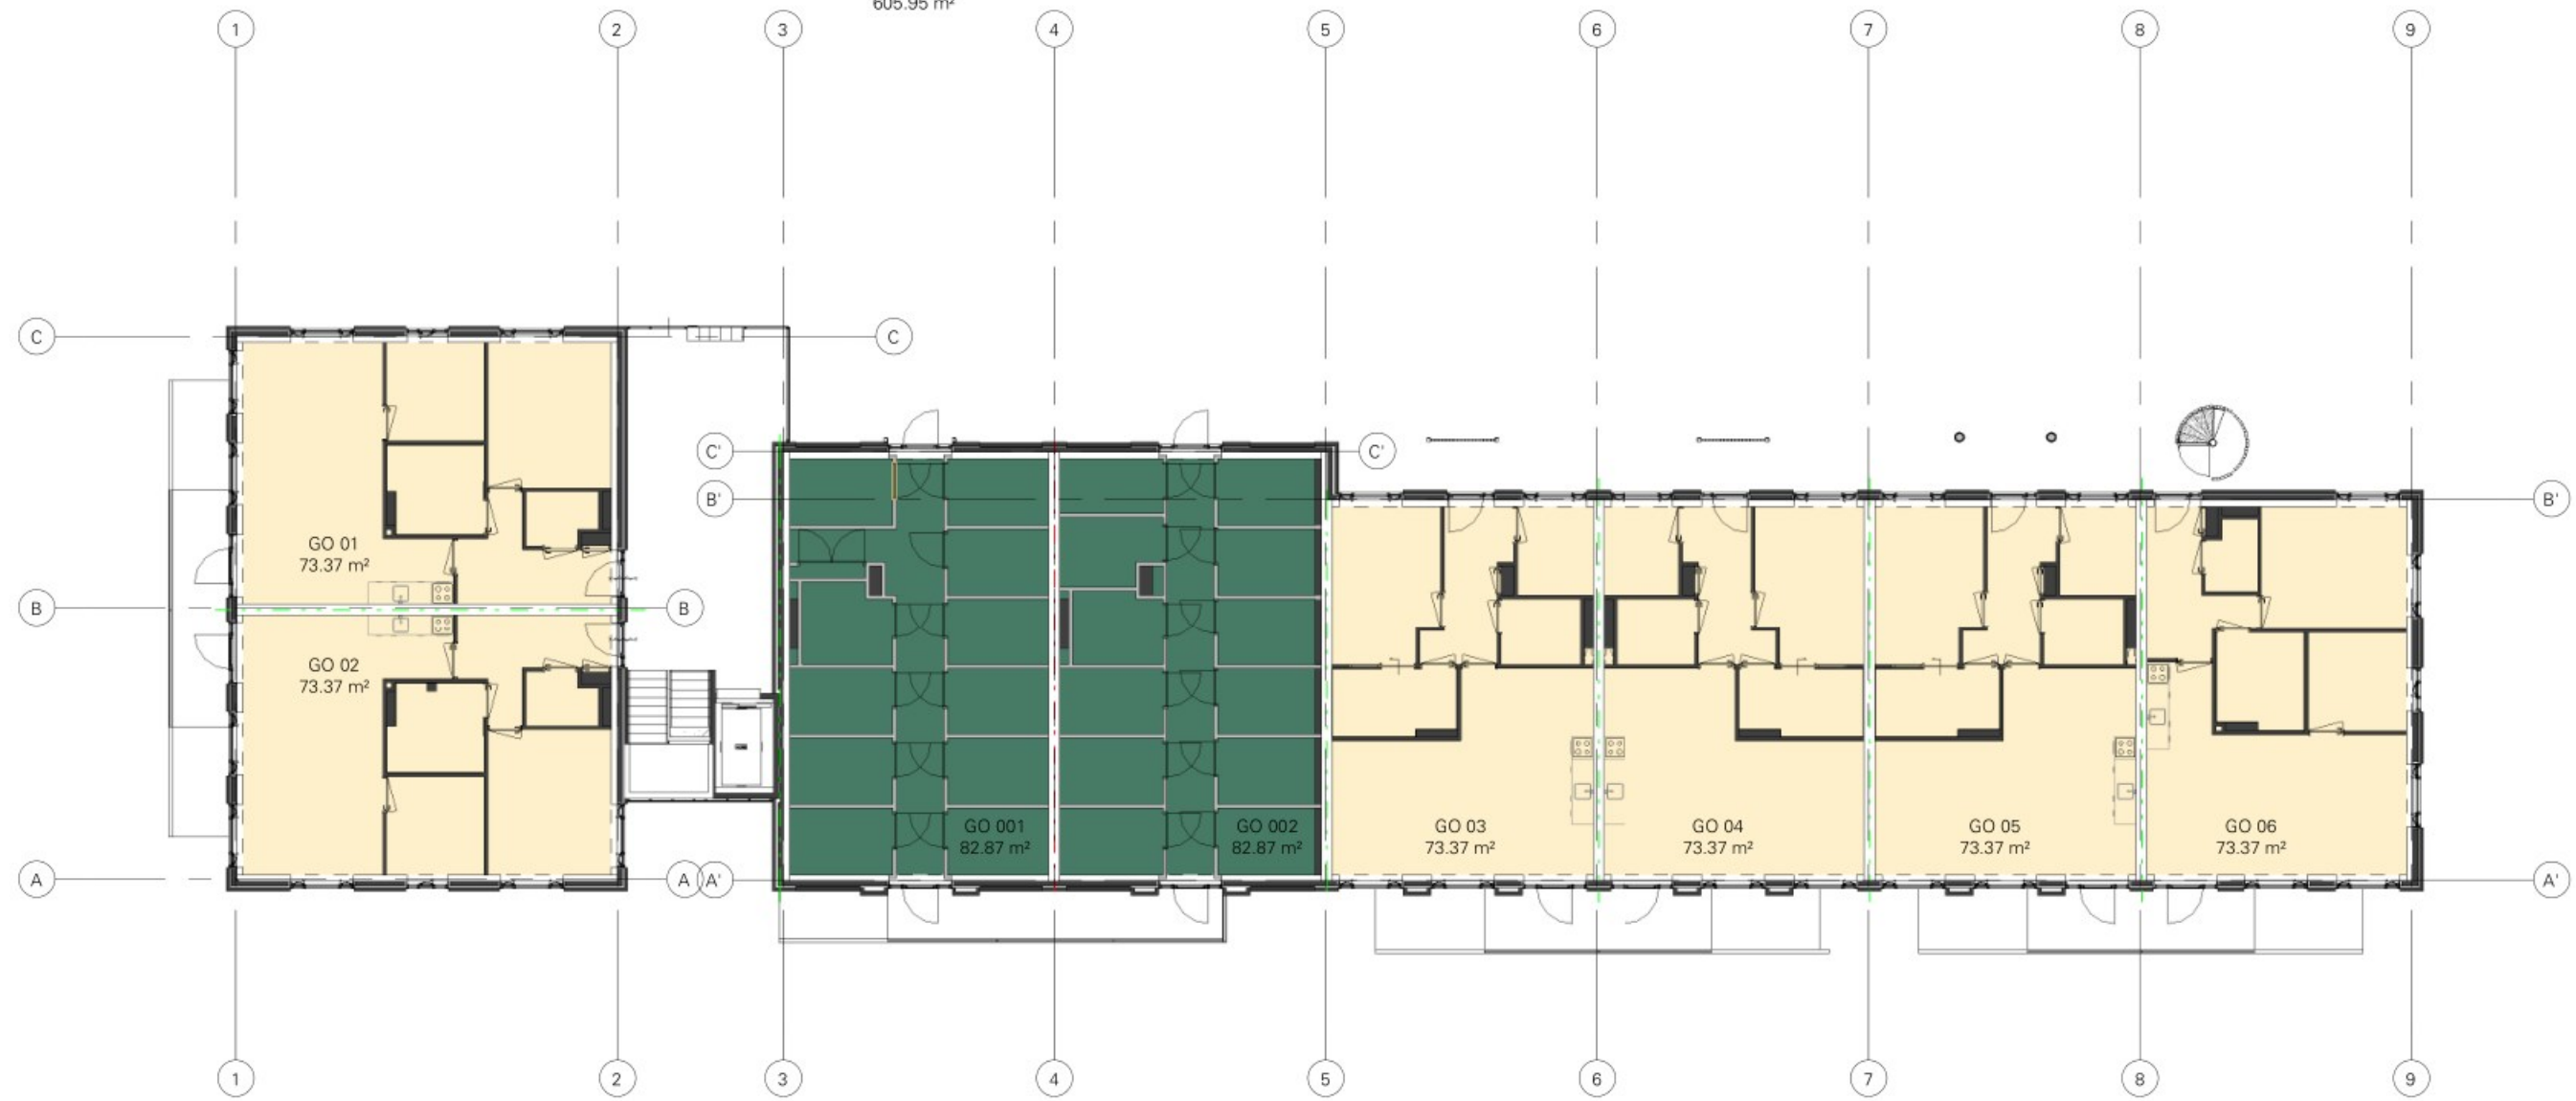 605.95 m²
1 2 3 4 5 6 7 8 9
C C
C' C'
B' B'
GO 01
73.37 m²
B B
GO 02
73.37 m²
GO 001
82.87 m²
GO 002
82.87 m²
GO 03
73.37 m²
GO 04
73.37 m²
GO 05
73.37 m²
GO 06
73.37 m²
A A A' A'
1 2 3 4 5 6 7 8 9